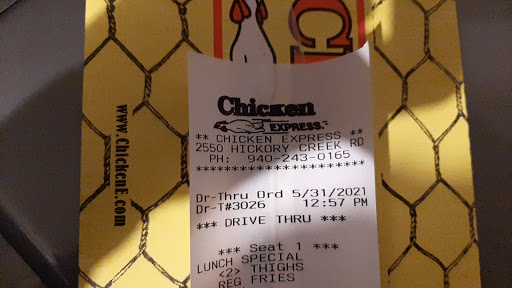 CH
www.ChickenE.com
Chicken
EXPRESS.
** CHICKEN EXPRESS **
2550 HICKORY CREEK RD
PH: 940-243-0165
***********************
Dr-Thru Ord 5/31/2021
Dr-T#3026 12:57 PM
*** DRIVE THRU ***
*** Seat 1 ***
LUNCH SPECIAL
<2> THIGHS
REG FRIES